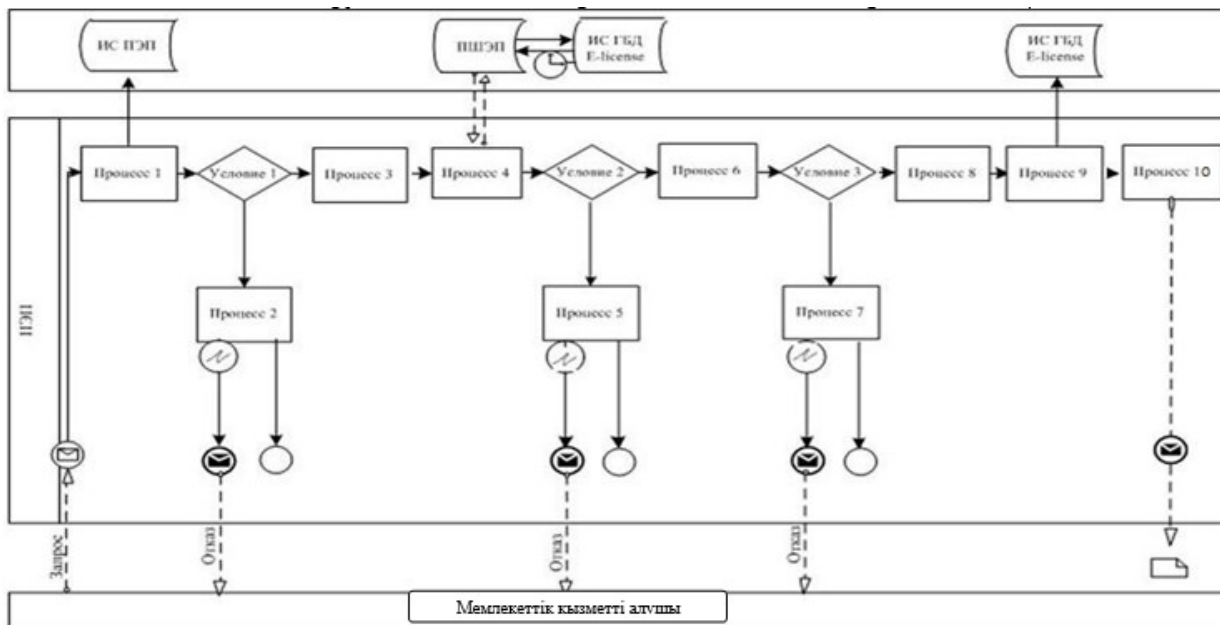 ИС ПЭП
ПШЭП
ИС ГБД
E-license
ИС ГБД
E-license
ПЭП
Процесс 1
Условие 1
Процесс 3
Процесс 4
Условие 2
Процесс 6
Условие 3
Процесс 8
Процесс 9
Процесс 10
Процесс 2
Процесс 5
Процесс 7
Запрос
Отказ
Отказ
Отказ
Мемлекеттік кызметті алушы